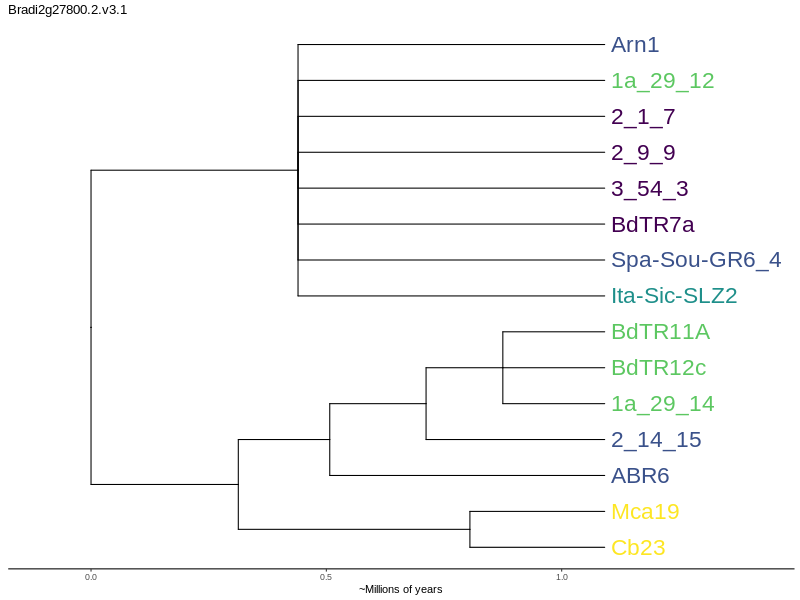 Bradi2g27800.2.v3.1
Arn1
1a_29_12
2_1_7
2_9_9
3_54_3
BdTR7a
Spa-Sou-GR6_4
Ita-Sic-SLZ2
BdTR11A
BdTR12c
1a_29_14
2_14_15
ABR6
Mca19
Cb23
0.0 0.5 1.0
~Millions of years